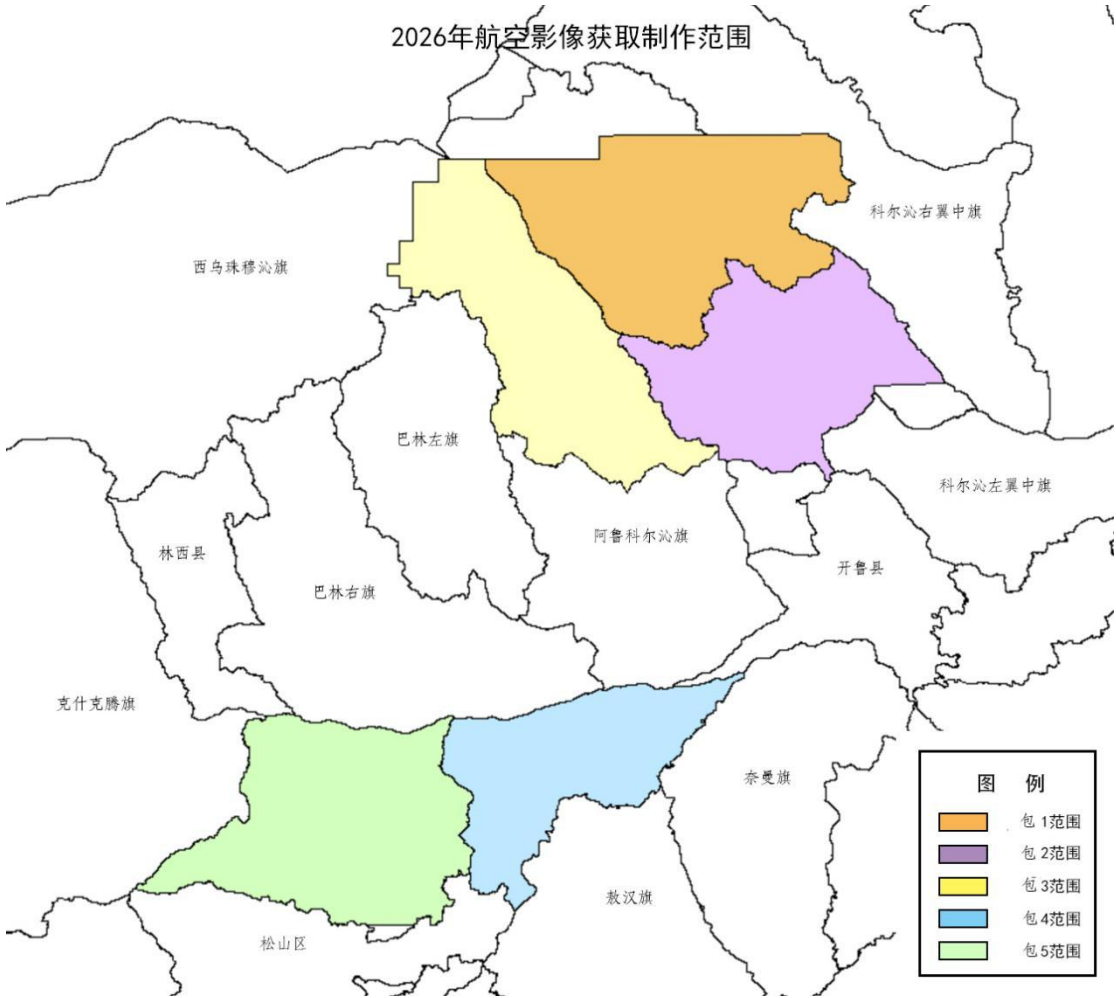 2026年航空影像获取制作范围
科尔沁右翼中旗
西乌珠穆沁旗
巴林左旗
科尔沁左翼中旗
阿鲁科尔沁旗
林西县
开鲁县
巴林右旗
克什克腾旗
奈曼旗
敖汉旗
松山区
图 例
包1范围
包2范围
包3范围
包4范围
包5范围